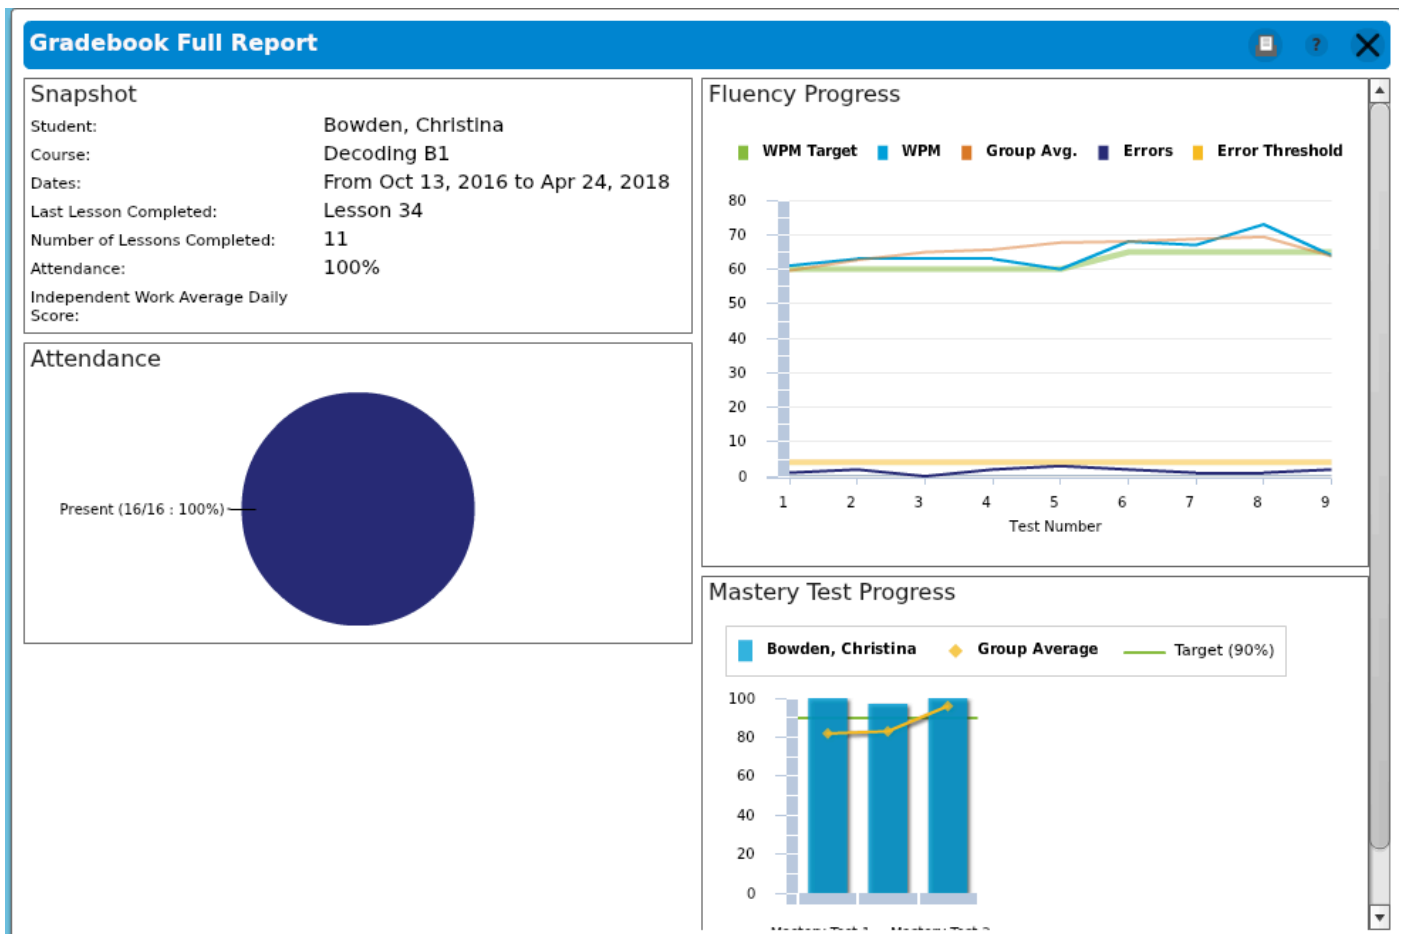 Gradebook Full Report
?
Snapshot
Student: Bowden, Christina
Course: Decoding B1
Dates: From Oct 13, 2016 to Apr 24, 2018
Last Lesson Completed: Lesson 34
Number of Lessons Completed: 11
Attendance: 100%
Independent Work Average Daily
Score:
Attendance
Present (16/16 : 100%)
Fluency Progress
WPM Target WPM Group Avg. Errors Error Threshold
80
70
60
50
40
30
20
10
0
1 2 3 4 5 6 7 8 9
Test Number
Mastery Test Progress
Bowden, Christina Group Average Target (90%)
100
80
60
40
20
0